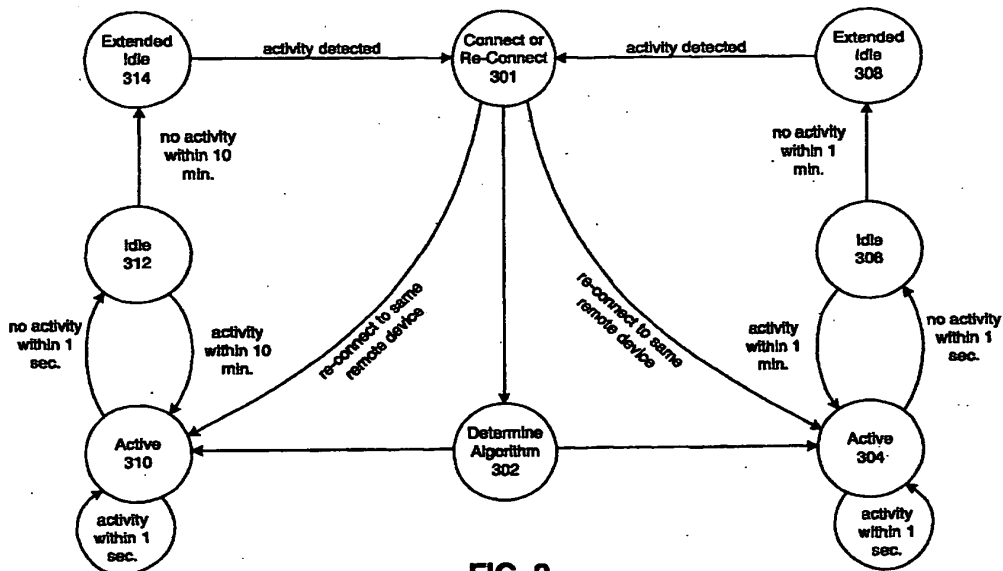 Extended
Idle
314
activity detected
Connect or
Re-Connect
301
activity detected
Extended
Idle
308
no activity
within 10
min.
no activity
within 1
min.
Idle
312
Idle
306
no activity
within 1
sec.
activity
within 10
min.
re-connect to same
remote device
re-connect to same
remote device
activity
within 1
min.
no activity
within 1
sec.
Active
310
Determine
Algorithm
302
Active
304
activity
within 1
sec.
activity
within 1
sec.